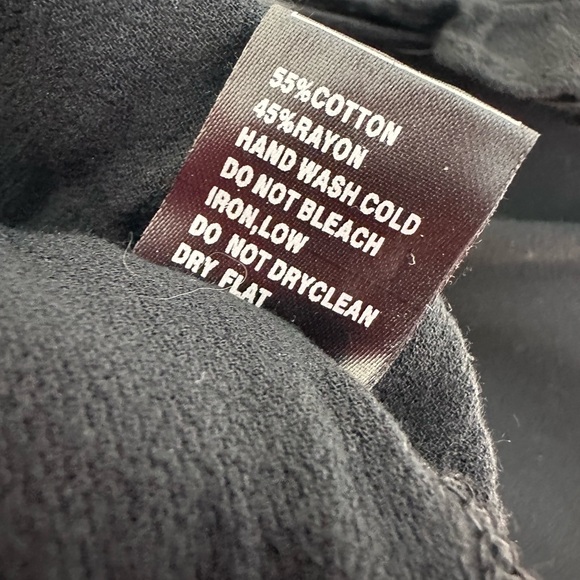 55%COTTON
45%RAYON
HAND WASH COLD
DO NOT BLEACH
IRON,LOW
DO NOT DRYCLEAN
DRY FLAT